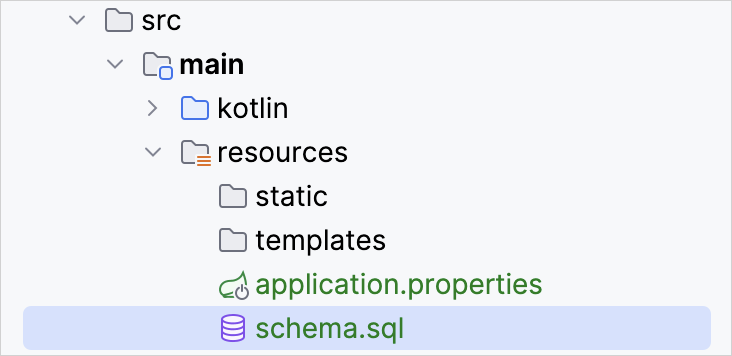 src
main
kotlin
resources
static
templates
application.properties
schema.sql